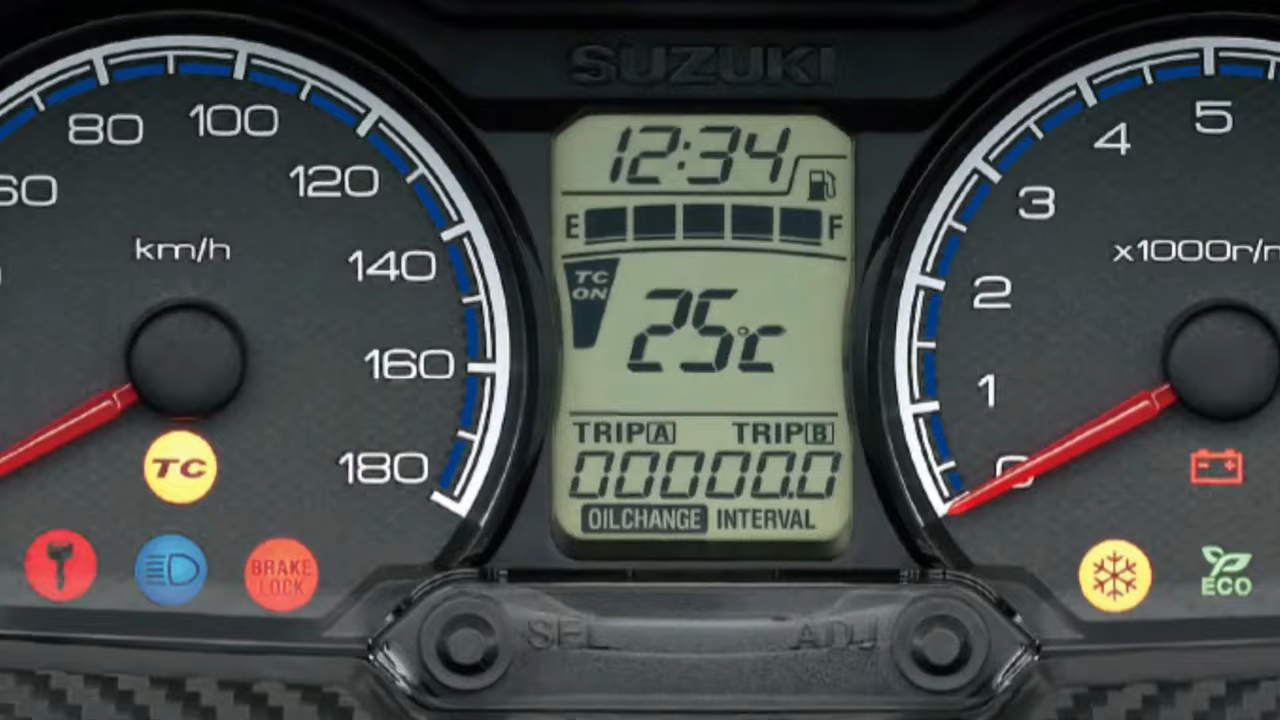 SUZUKI
12:34
E F
TC
ON
25°C
TRIP A TRIP B
00000.0
OILCHANGE INTERVAL
SEL ADJ
60
80
100
120
140
160
180
km/h
TC
BRAKE
LOCK
0
1
2
3
4
5
x1000r/
ECO